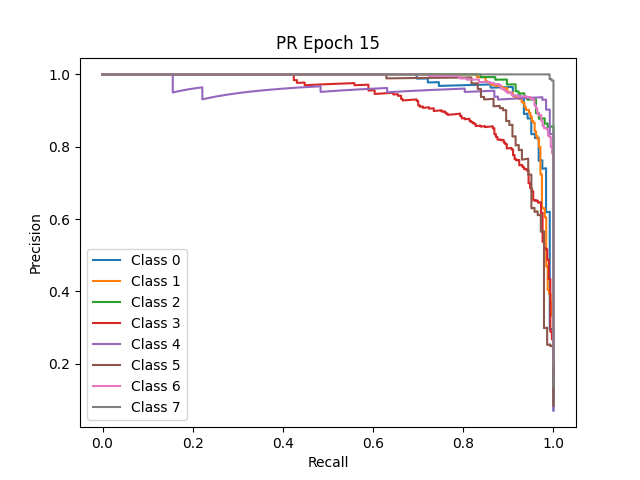 PR Epoch 15
Precision
1.0
0.8
0.6
0.4
0.2
Class 0
Class 1
Class 2
Class 3
Class 4
Class 5
Class 6
Class 7
0.0 0.2 0.4 0.6 0.8 1.0
Recall